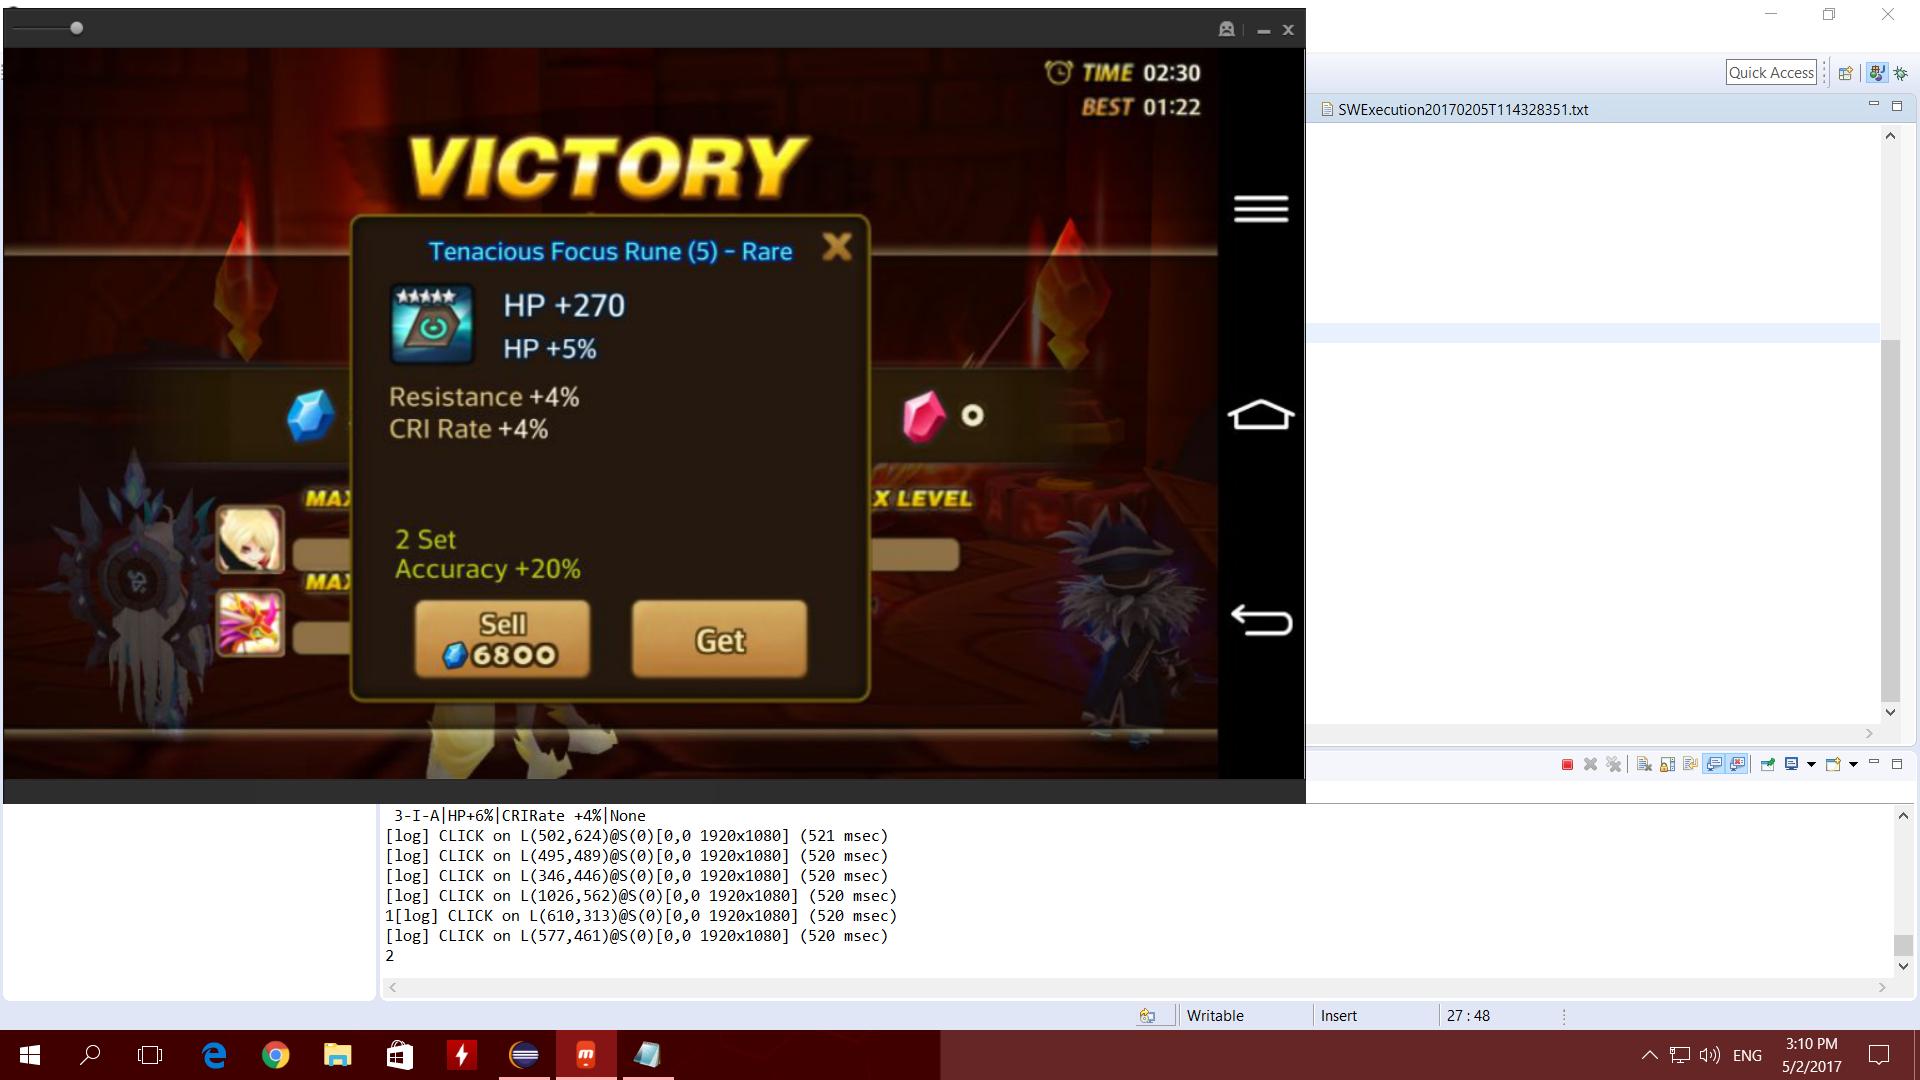 TIME 02:30
BEST 01:22
Quick Access
SWExecution20170205T114328351.txt
VICTORY
Tenacious Focus Rune (5) - Rare
HP +270
HP +5%
Resistance +4%
CRI Rate +4%
0
MAX
X LEVEL
2 Set
Accuracy +20%
MAX
Sell
6800
Get
3-I-A|HP+6%|CRIRate +4%|None
[log] CLICK on L(502,624)@S(0)[0,0 1920x1080] (521 msec)
[log] CLICK on L(495,489)@S(0)[0,0 1920x1080] (520 msec)
[log] CLICK on L(346,446)@S(0)[0,0 1920x1080] (520 msec)
[log] CLICK on L(1026,562)@S(0)[0,0 1920x1080] (520 msec)
1[log] CLICK on L(610,313)@S(0)[0,0 1920x1080] (520 msec)
[log] CLICK on L(577,461)@S(0)[0,0 1920x1080] (520 msec)
2
Writable
Insert
27 : 48
ENG
3:10 PM
5/2/2017